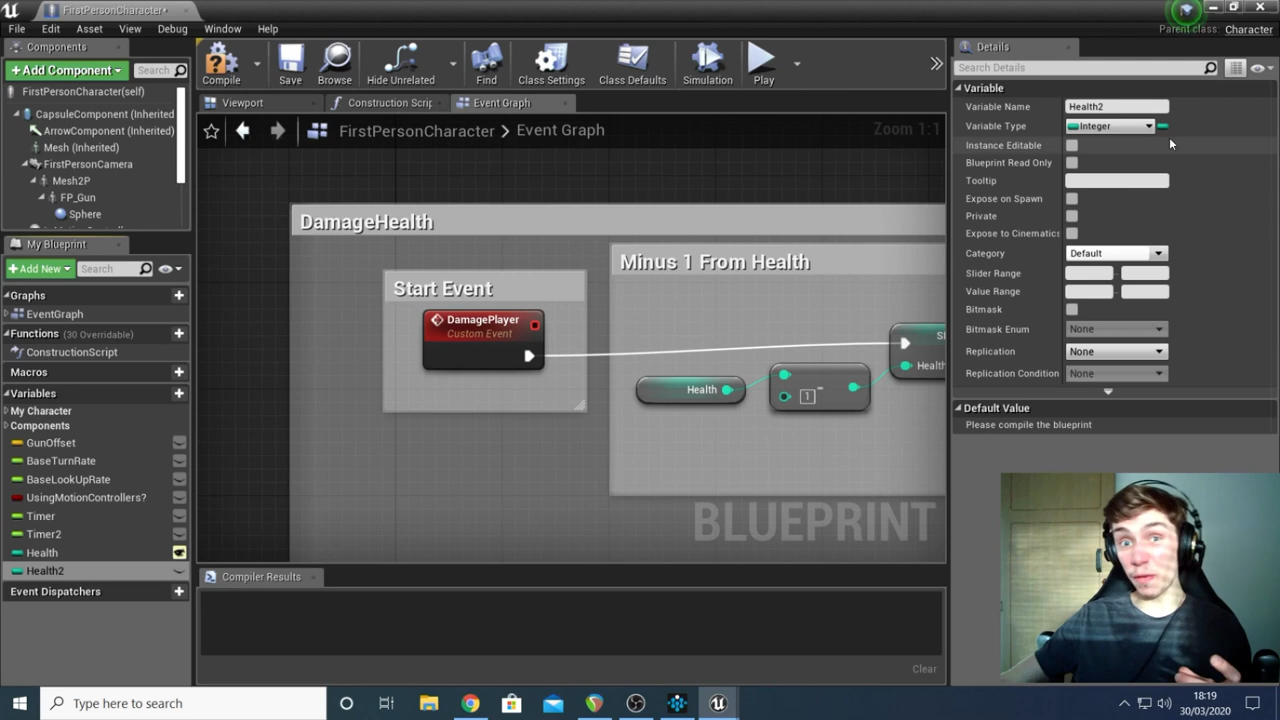 FirstPersonCharacter*
File Edit Asset View Debug Window Help
Parent class: Character
Components
+ Add Component
Search
FirstPersonCharacter(self)
CapsuleComponent (Inherited
ArrowComponent (Inherited)
Mesh (Inherited)
FirstPersonCamera
Mesh2P
FP_Gun
Sphere
My Blueprint
+ Add New
Search
Graphs
EventGraph
Functions (30 Overridable)
ConstructionScript
Macros
Variables
My Character
Components
GunOffset
BaseTurnRate
BaseLookUpRate
UsingMotionControllers?
Timer
Timer2
Health
Health2
Event Dispatchers
Compile Save Browse Hide Unrelated Find Class Settings Class Defaults Simulation Play
Viewport Construction Scrip Event Graph
FirstPersonCharacter > Event Graph
Zoom 1:1
DamageHealth
Start Event
DamagePlayer
Custom Event
Minus 1 From Health
Health
1 -
Health
BLUEPRINT
Compiler Results
Clear
Details
Search Details
Variable
Variable Name Health2
Variable Type Integer
Instance Editable
Blueprint Read Only
Tooltip
Expose on Spawn
Private
Expose to Cinematics
Category Default
Slider Range
Value Range
Bitmask
Bitmask Enum None
Replication None
Replication Condition None
Default Value
Please compile the blueprint
Type here to search
18:19
30/03/2020